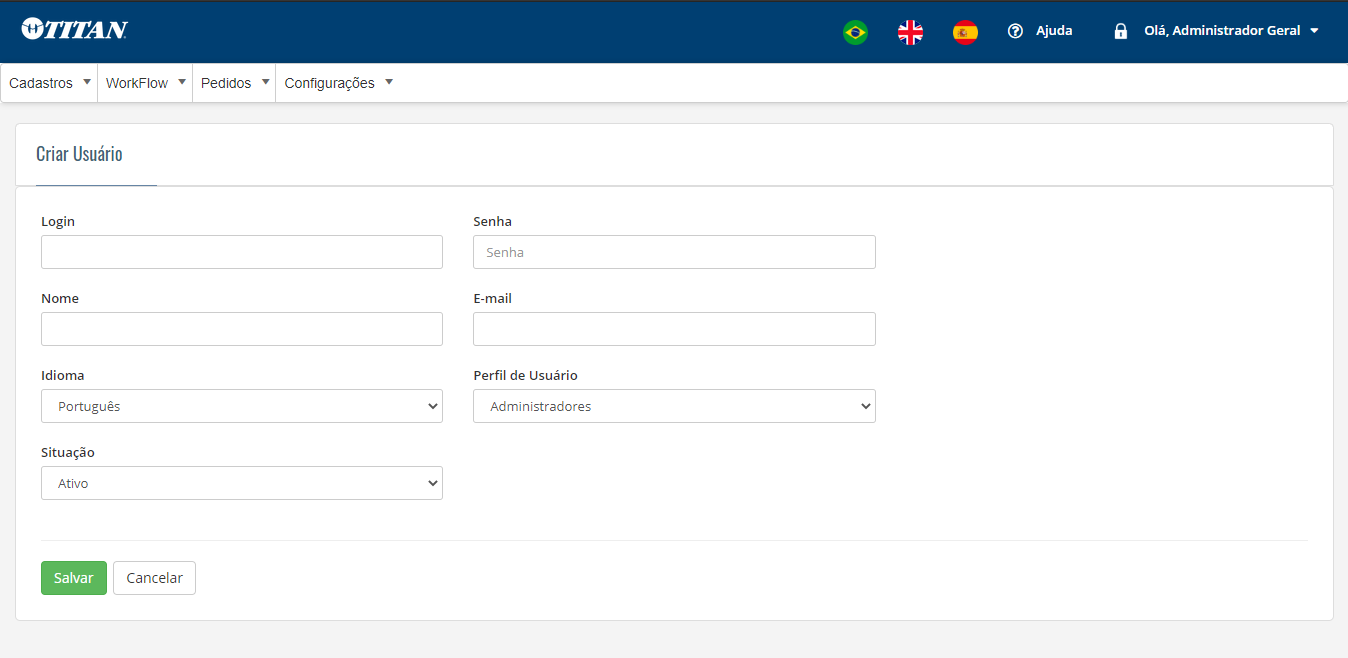 TITAN
Ajuda
Olá, Administrador Geral
Cadastros WorkFlow Pedidos Configurações
Criar Usuário
Login Senha
Senha
Nome E-mail
Idioma Perfil de Usuário
Português Administradores
Situação
Ativo
Salvar Cancelar